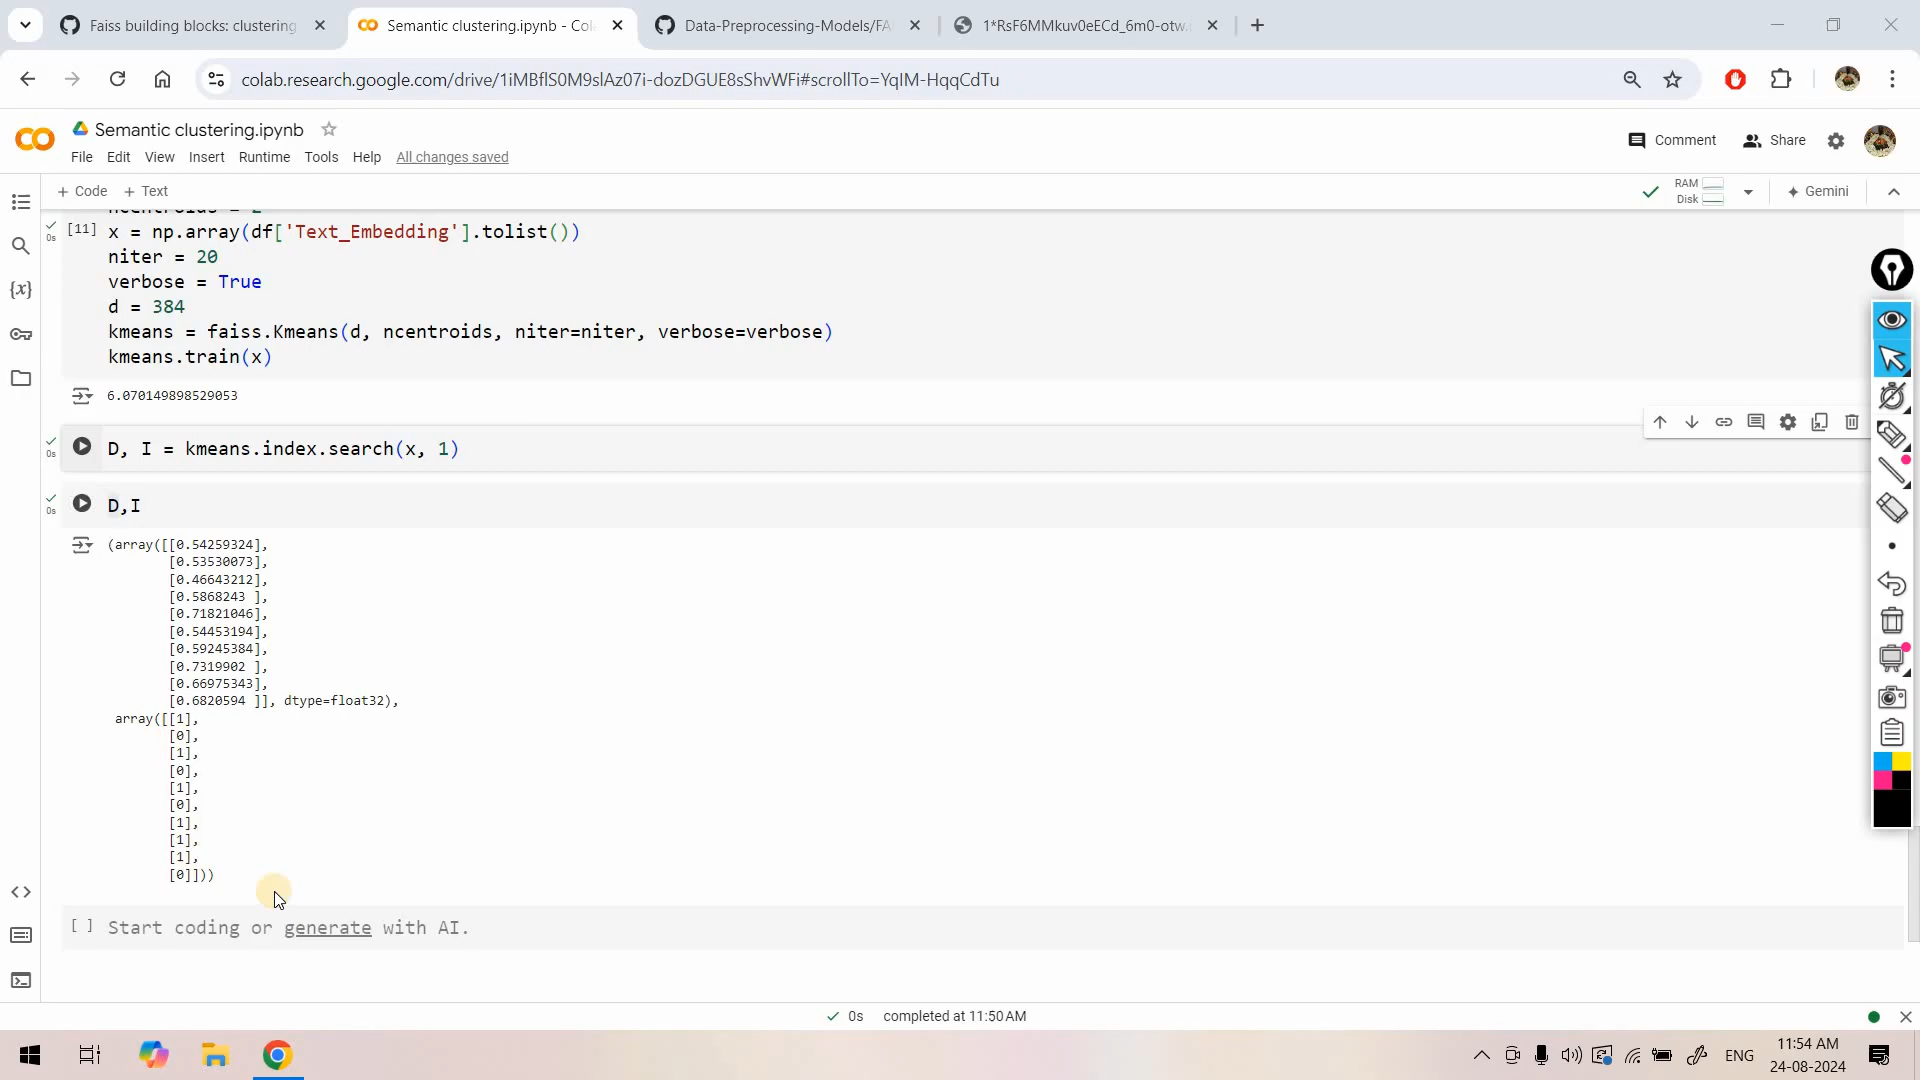 Faiss building blocks: clustering
Semantic clustering.ipynb - Col
Data-Preprocessing-Models/FA
1*RsF6MMkuv0eECd_6m0-otw.
colab.research.google.com/drive/1iMBflS0M9slAz07i-dozDGUE8sShvWFi#scrollTo=YqIM-HqqCdTu
Semantic clustering.ipynb
File Edit View Insert Runtime Tools Help All changes saved
Comment Share
+ Code + Text
RAM
Disk
Gemini
ncentroids = 2
[11] x = np.array(df['Text_Embedding'].tolist())
0s
niter = 20
verbose = True
d = 384
kmeans = faiss.Kmeans(d, ncentroids, niter=niter, verbose=verbose)
kmeans.train(x)
6.070149898529053
D, I = kmeans.index.search(x, 1)
0s
D,I
0s
(array([[0.54259324],
[0.53530073],
[0.46643212],
[0.5868243 ],
[0.71821046],
[0.54453194],
[0.59245384],
[0.7319902 ],
[0.66975343],
[0.6820594 ]], dtype=float32),
array([[1],
[0],
[1],
[0],
[1],
[0],
[1],
[1],
[1],
[0]]))
[ ] Start coding or generate with AI.
0s completed at 11:50 AM
ENG
11:54 AM
24-08-2024